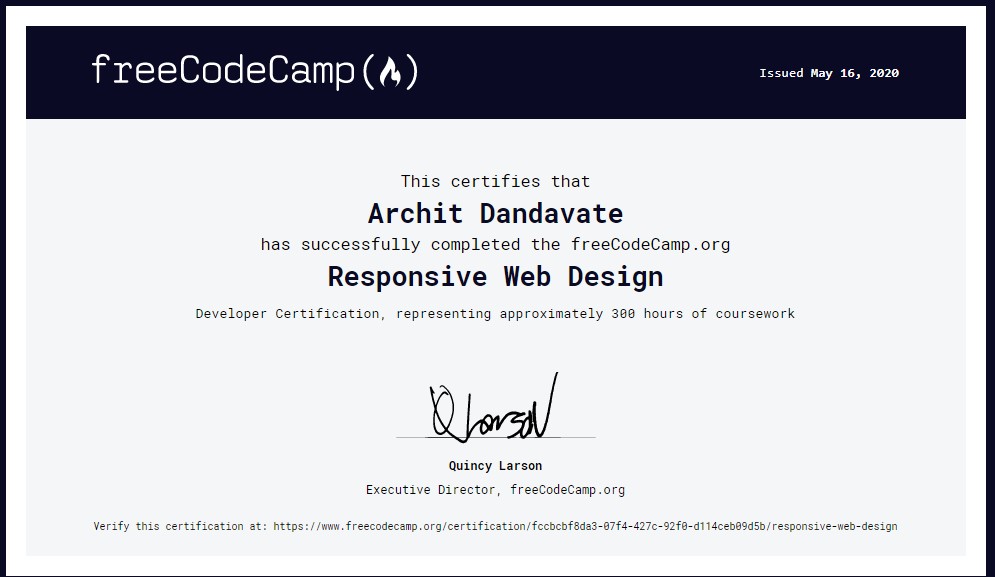 freeCodeCamp()
Issued May 16, 2020
This certifies that
Archit Dandavate
has successfully completed the freeCodeCamp.org
Responsive Web Design
Developer Certification, representing approximately 300 hours of coursework
Q Larson
Quincy Larson
Executive Director, freeCodeCamp.org
Verify this certification at: https://www.freecodecamp.org/certification/fccbcbf8da3-07f4-427c-92f0-d114ceb09d5b/responsive-web-design